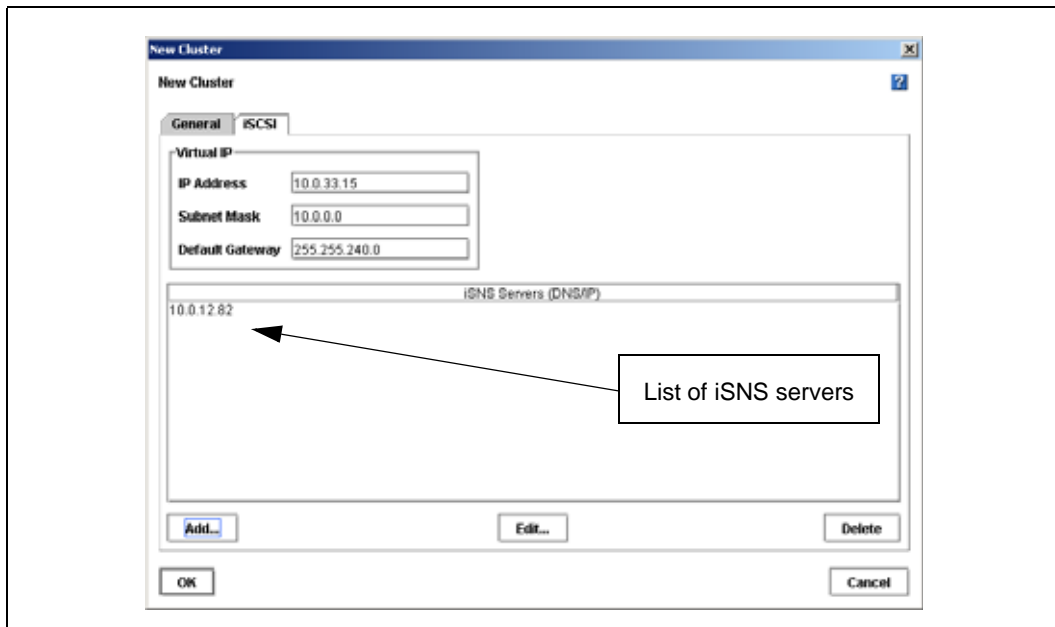 New Cluster
New Cluster
General iSCSI
Virtual IP
IP Address 10.0.33.15
Subnet Mask 10.0.0.0
Default Gateway 255.255.240.0
iSNS Servers (DNS/IP)
10.0.12.82
List of iSNS servers
Add... Edit... Delete
OK Cancel